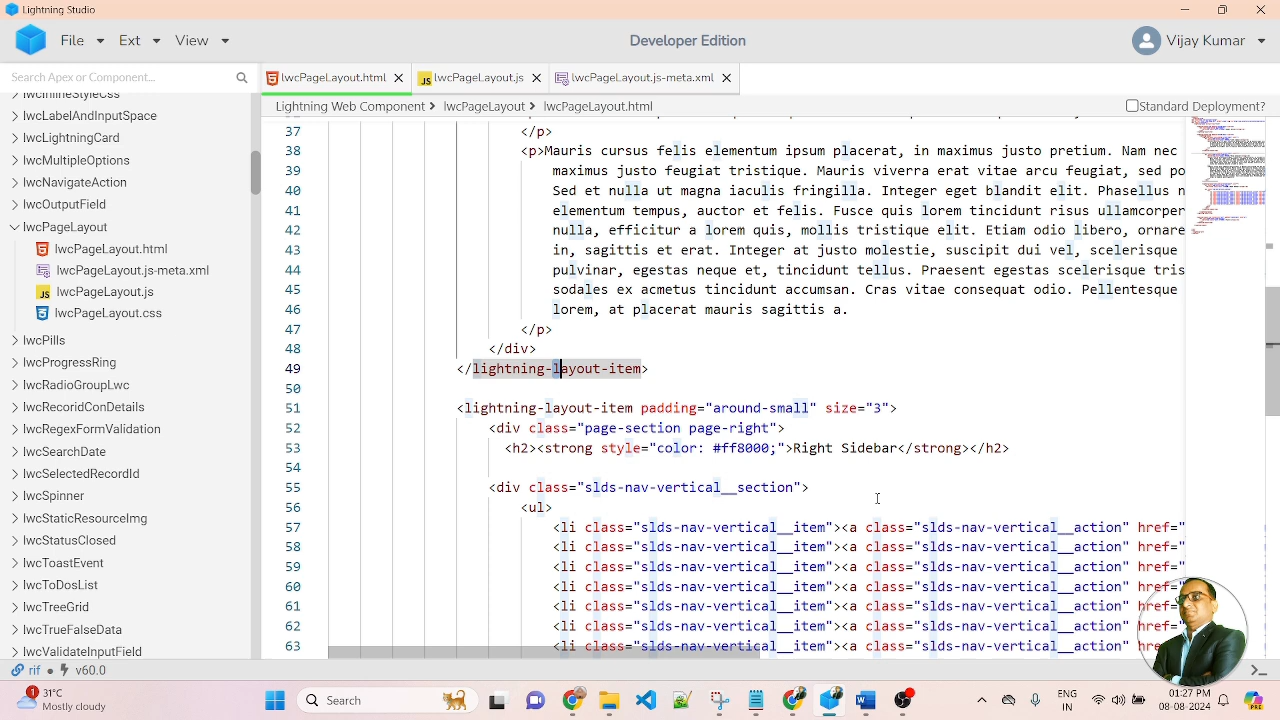 Lightning Studio
File Ext View Developer Edition Vijay Kumar
Search Apex or Component...
lwcPageLayout.html lwcPageLayout.js lwcPageLayout.js-meta.xml
Lightning Web Component lwcPageLayout lwcPageLayout.html Standard Deployment?
lwcInlineStyleCss
lwcLabelAndInputSpace
lwcLightningCard
lwcMultipleOptions
lwcNavigateAction
lwcOutputField
lwcPageLayout
lwcPageLayout.html
lwcPageLayout.js-meta.xml
lwcPageLayout.js
lwcPageLayout.css
lwcPills
lwcProgressRing
lwcRadioGroupLwc
lwcRecoridConDetails
lwcRegexFormValidation
lwcSearchDate
lwcSelectedRecordId
lwcSpinner
lwcStaticResourceImg
lwcStatusClosed
lwcToastEvent
lwcToDosList
lwcTreeGrid
lwcTrueFalseData
lwcValidateInputField
37 </p>
38 <p>Mauris cursus felis elementum ipsum placerat, in maximus justo pretium. Nam nec
39 maximus justo feugiat tristique. Mauris viverra erat vitae arcu feugiat, sed po
40 Sed et nulla ut magna iaculis fringilla. Integer eget blandit elit. Phasellus n
41 elementum tempus, auctor et felis. Fusce quis lorem tincidunt risus ullamcorper
42 nulla, efficitur a lorem quis, mollis tristique elit. Etiam odio libero, ornare
43 in, sagittis et erat. Integer at justo molestie, suscipit dui vel, scelerisque
44 pulvinar, egestas neque et, tincidunt tellus. Praesent egestas scelerisque tris
45 sodales ex acmetus tincidunt accumsan. Cras vitae consequat odio. Pellentesque
46 lorem, at placerat mauris sagittis a.
47 </p>
48 </div>
49 </lightning-layout-item>
50
51 <lightning-layout-item padding="around-small" size="3">
52 <div class="page-section page-right">
53 <h2><strong style="color: #ff8000;">Right Sidebar</strong></h2>
54
55 <div class="slds-nav-vertical__section">
56 <ul>
57 <li class="slds-nav-vertical__item"><a class="slds-nav-vertical__action" href="
58 <li class="slds-nav-vertical__item"><a class="slds-nav-vertical__action" href="
59 <li class="slds-nav-vertical__item"><a class="slds-nav-vertical__action" href="
60 <li class="slds-nav-vertical__item"><a class="slds-nav-vertical__action" href="
61 <li class="slds-nav-vertical__item"><a class="slds-nav-vertical__action" href="
62 <li class="slds-nav-vertical__item"><a class="slds-nav-vertical__action"
63 <li class="slds-nav-vertical__item"><a class="slds-nav-vertical__action"
rif v60.0
1 31°C
Mostly cloudy
Search
ENG
IN
01:27 PM
08-08-2024